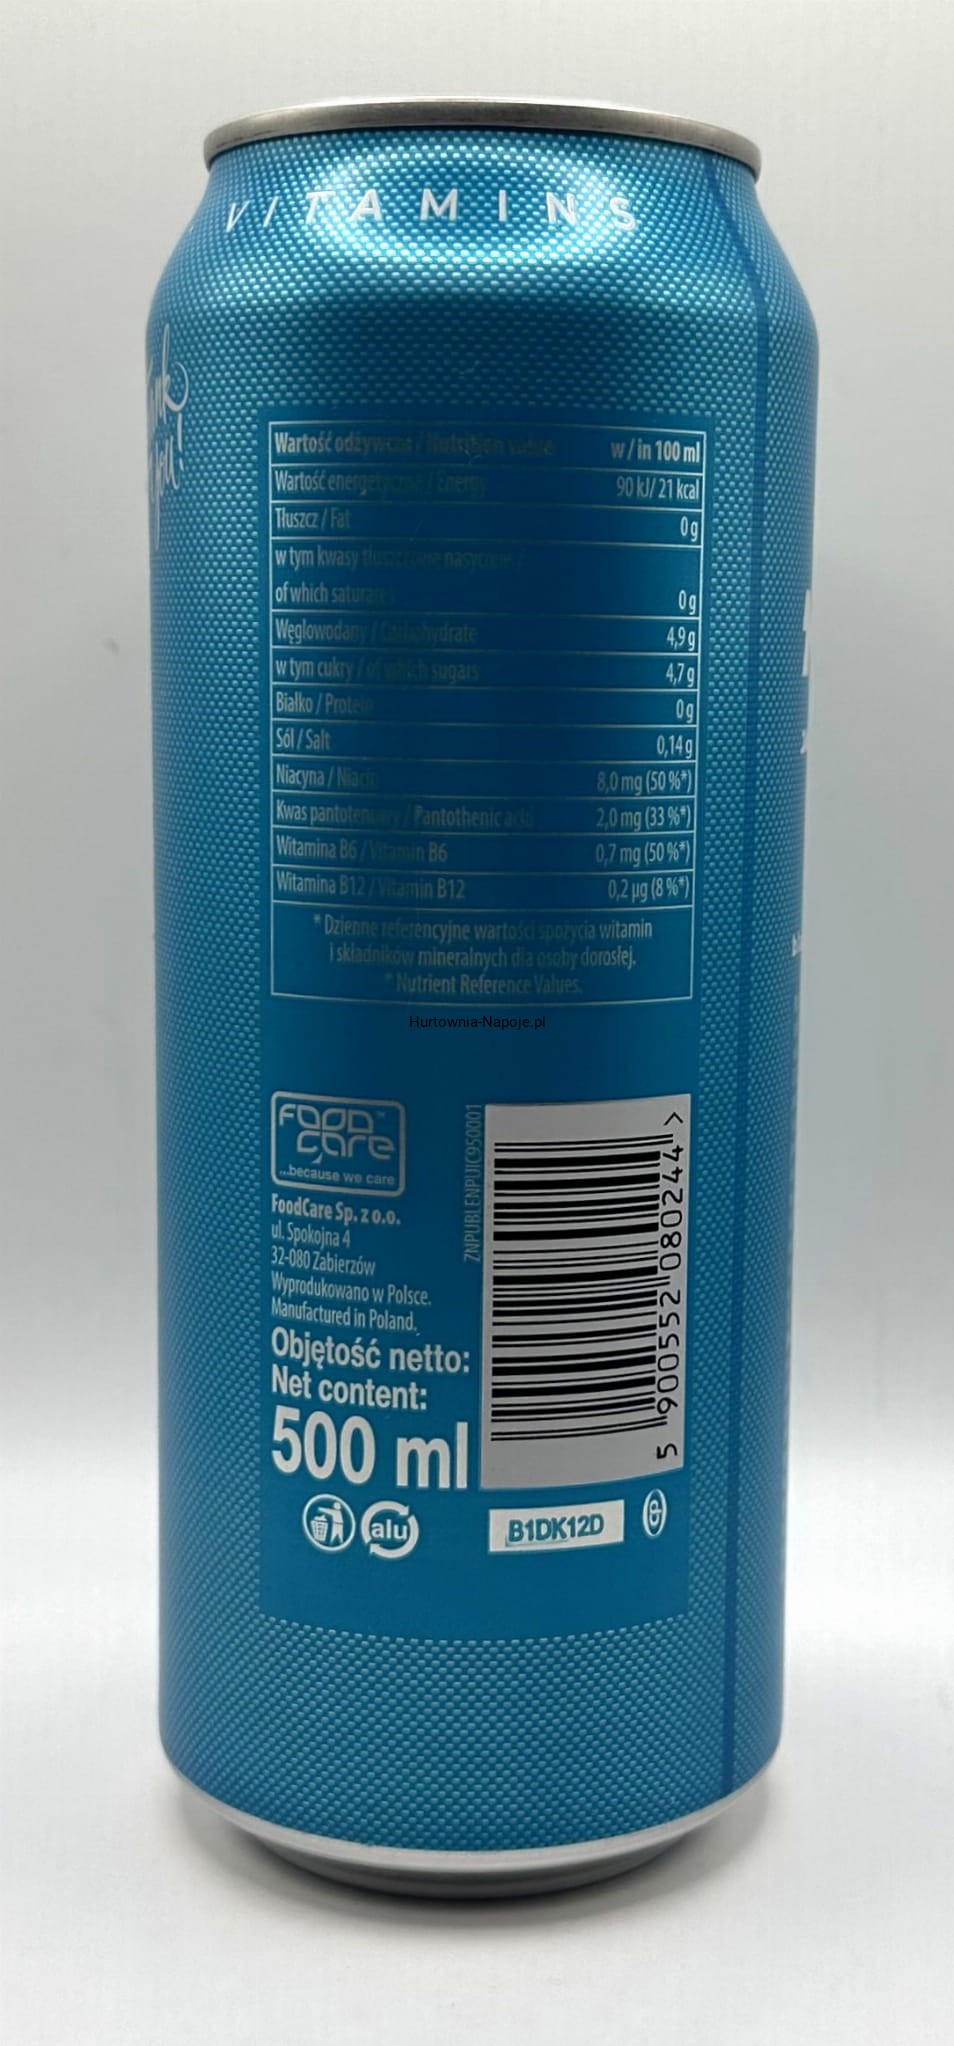 VITAMINS
you!
Wartość odżywcza / Nutrition value w / in 100 ml
Wartość energetyczna / Energy 90 kJ/ 21 kcal
Tłuszcz / Fat 0 g
w tym kwasy tłuszczowe nasycone /
of which saturates 0 g
Węglowodany / Carbohydrate 4,9 g
w tym cukry / of which sugars 4,7 g
Białko / Protein 0 g
Sól / Salt 0,14 g
Niacyna / Niacin 8,0 mg (50 %*)
Kwas pantotenowy / Pantothenic acid 2,0 mg (33 %*)
Witamina B6 / Vitamin B6 0,7 mg (50 %*)
Witamina B12 / Vitamin B12 0,2 µg (8 %*)
* Dzienne referencyjne wartości spożycia witamin
i składników mineralnych dla osoby dorosłej.
* Nutrient Reference Values.
Hurtownia-Napoje.pl
FOOD™
care
...because we care
FoodCare Sp. z o.o.
ul. Spokojna 4
32-080 Zabierzów
Wyprodukowano w Polsce.
Manufactured in Poland.
Objętość netto:
Net content:
500 ml
alu
ZNPUBLENPUIC950001
5 900552 080244 >
B1DK12D